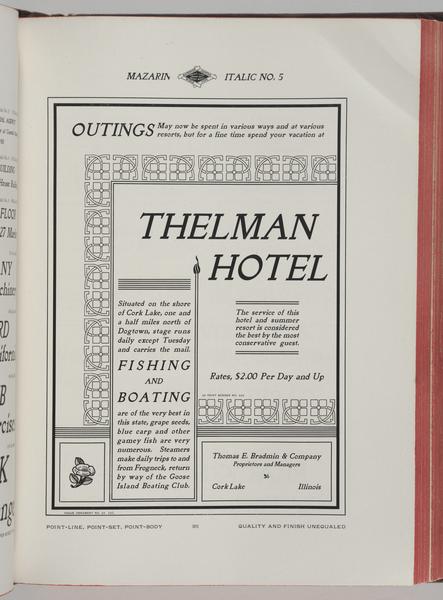 MAZARIN ITALIC NO. 5
OUTINGS May now be spent in various ways and at various
resorts, but for a fine time spend your vacation at
THELMAN
HOTEL
Situated on the shore
of Cork Lake, one and
a half miles north of
Dogtown, stage runs
daily except Tuesday
and carries the mail.
FISHING
AND
BOATING
are of the very best in
this state, grape seeds,
blue carp and other
gamey fish are very
numerous. Steamers
make daily trips to and
from Frogneck, return
by way of the Goose
Island Boating Club.
The service of this
hotel and summer
resort is considered
the best by the most
conservative guest.
Rates, $2.00 Per Day and Up
Thomas E. Bradmin & Company
Proprietors and Managers
Cork Lake Illinois
POINT-LINE, POINT-SET, POINT-BODY
QUALITY AND FINISH UNEQUALED